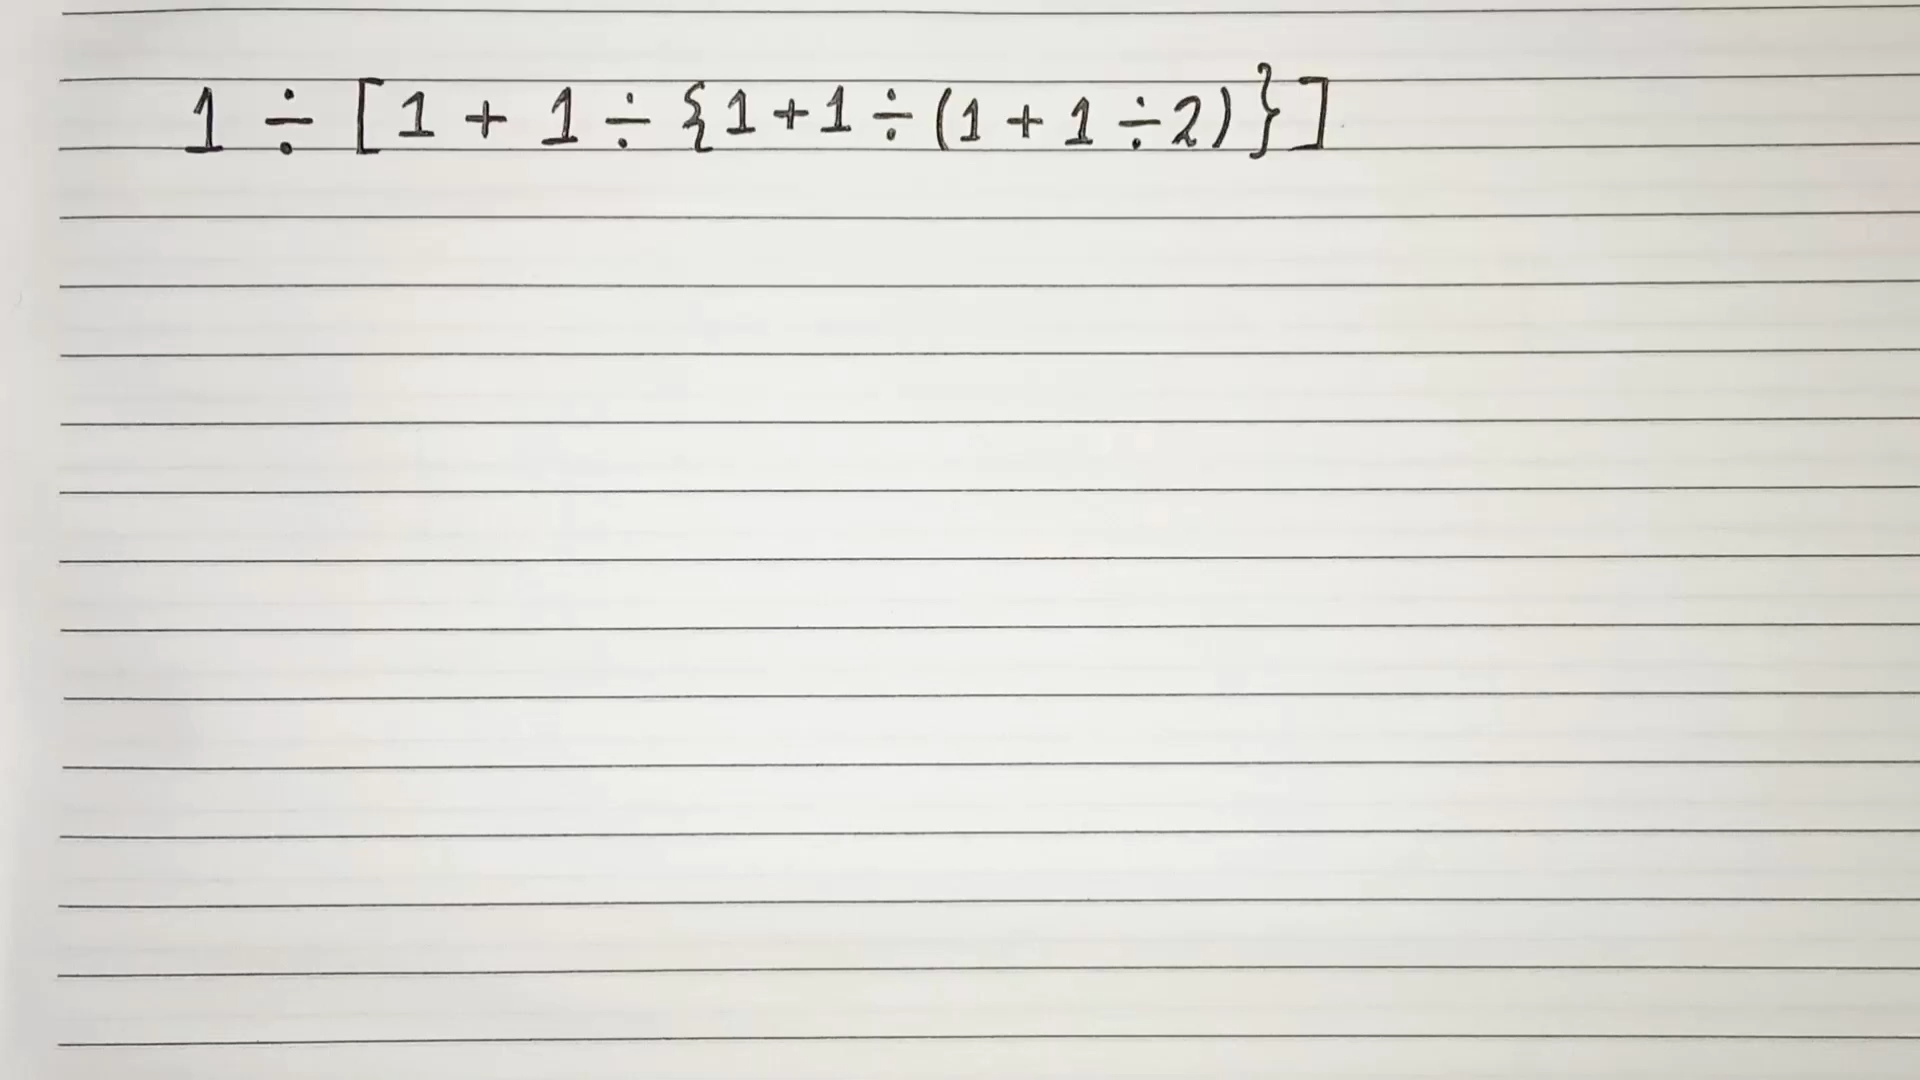 1 ÷ [1 + 1 ÷ {1+1 ÷ (1 + 1 ÷ 2)}]